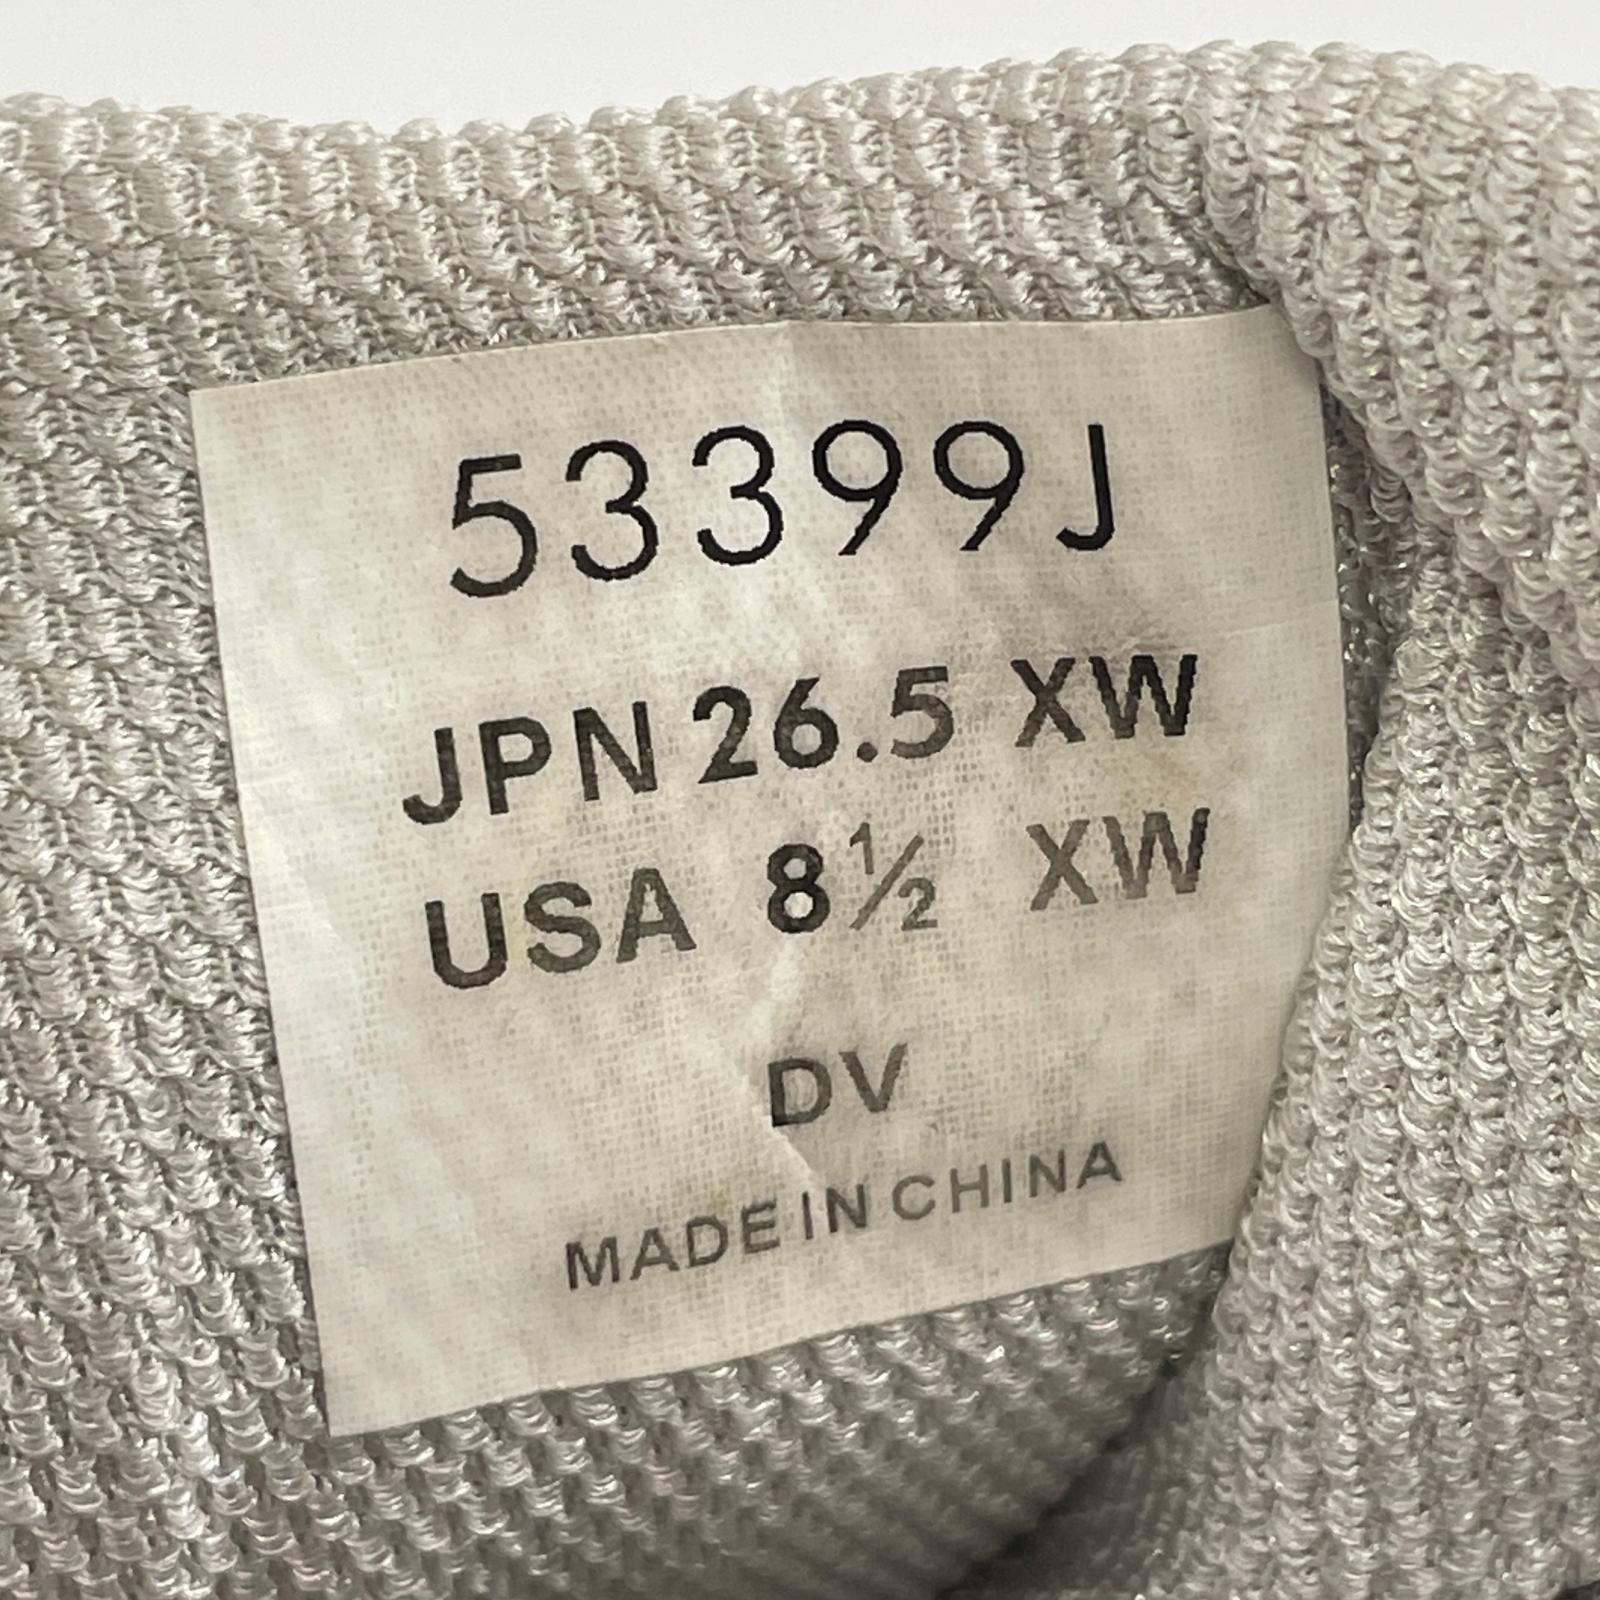 53399J
JPN 26.5 XW
USA 8½ XW
DV
MADE IN CHINA